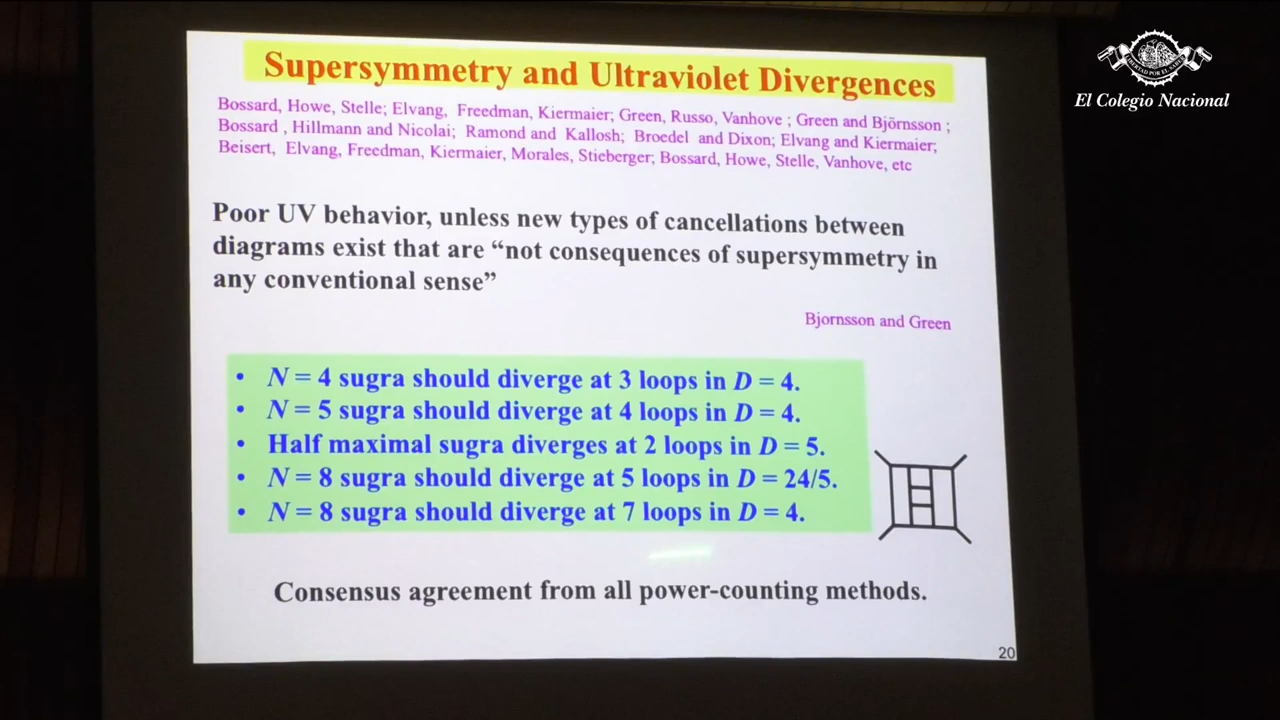 Supersymmetry and Ultraviolet Divergences
Bossard, Howe, Stelle; Elvang, Freedman, Kiermaier; Green, Russo, Vanhove ; Green and Björnsson ;
Bossard , Hillmann and Nicolai; Ramond and Kallosh; Broedel and Dixon; Elvang and Kiermaier;
Beisert, Elvang, Freedman, Kiermaier, Morales, Stieberger; Bossard, Howe, Stelle, Vanhove, etc
Poor UV behavior, unless new types of cancellations between
diagrams exist that are “not consequences of supersymmetry in
any conventional sense”
Bjornsson and Green
• N = 4 sugra should diverge at 3 loops in D = 4.
• N = 5 sugra should diverge at 4 loops in D = 4.
• Half maximal sugra diverges at 2 loops in D = 5.
• N = 8 sugra should diverge at 5 loops in D = 24/5.
• N = 8 sugra should diverge at 7 loops in D = 4.
Consensus agreement from all power-counting methods.
20
El Colegio Nacional